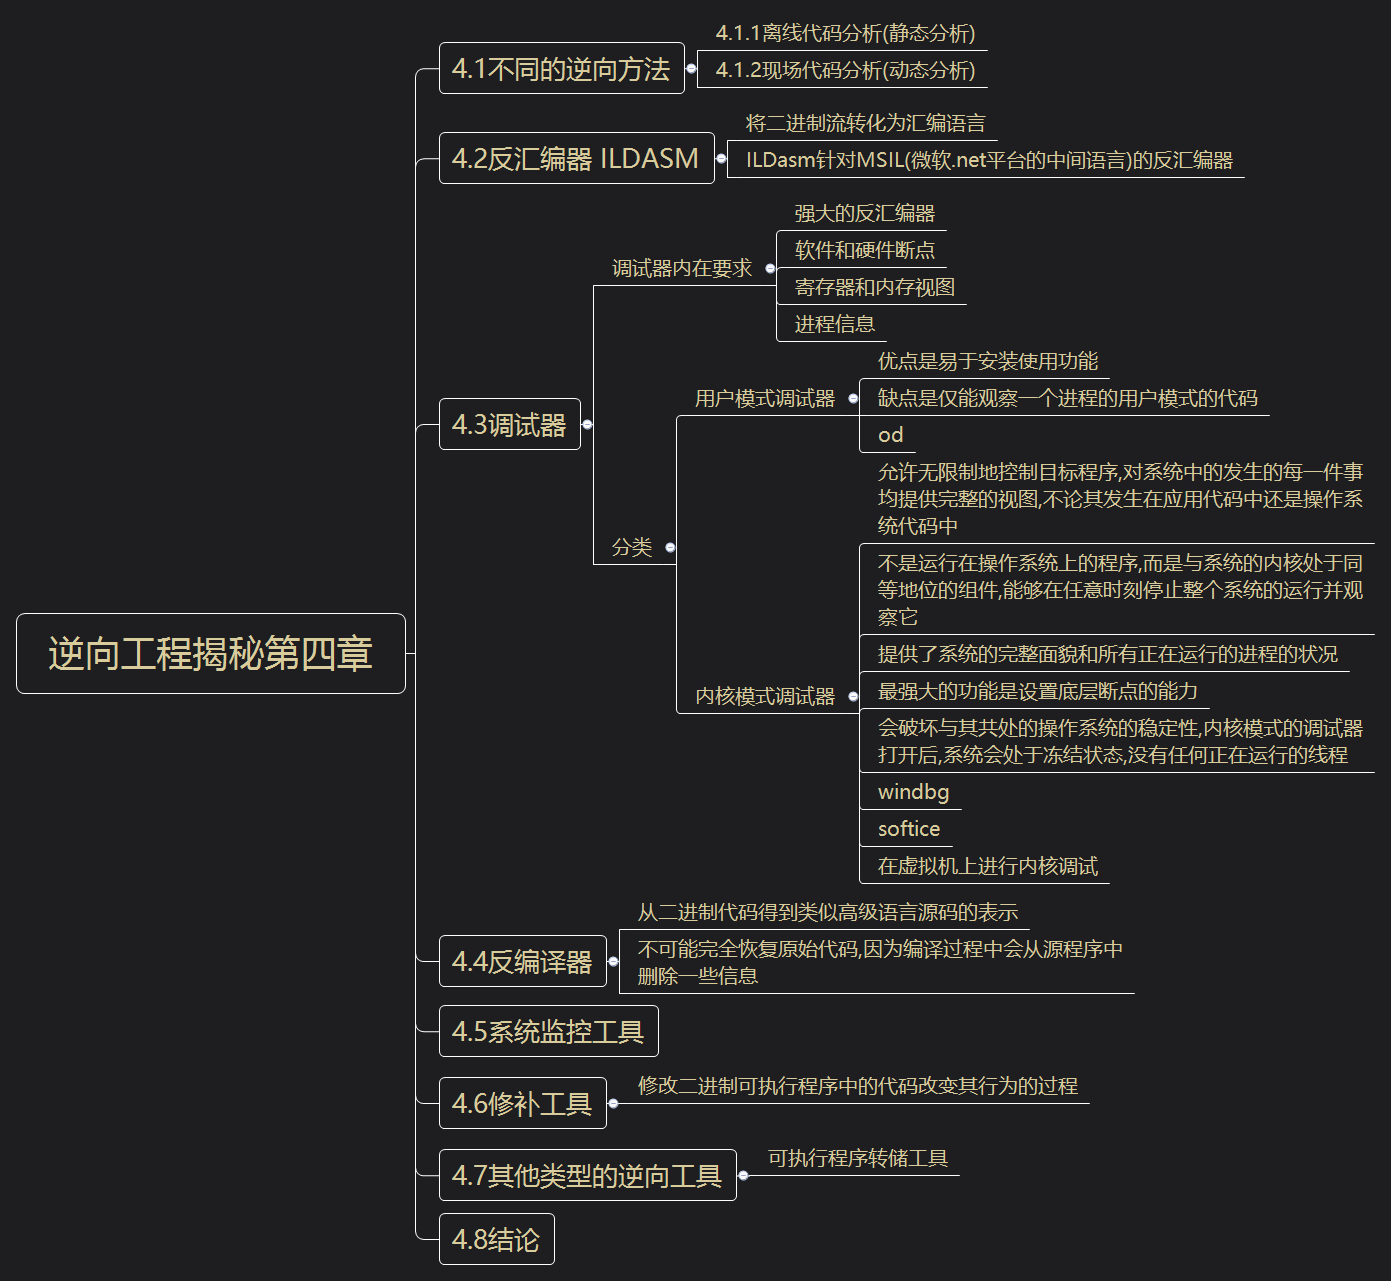 逆向工程揭秘第四章
4.1不同的逆向方法
4.1.1离线代码分析(静态分析)
4.1.2现场代码分析(动态分析)
4.2反汇编器 ILDASM
将二进制流转化为汇编语言
ILDasm针对MSIL(微软.net平台的中间语言)的反汇编器
4.3调试器
调试器内在要求
强大的反汇编器
软件和硬件断点
寄存器和内存视图
进程信息
分类
用户模式调试器
优点是易于安装使用功能
缺点是仅能观察一个进程的用户模式的代码
od
内核模式调试器
允许无限制地控制目标程序,对系统中的发生的每一件事
均提供完整的视图,不论其发生在应用代码中还是操作系
统代码中
不是运行在操作系统上的程序,而是与系统的内核处于同
等地位的组件,能够在任意时刻停止整个系统的运行并观
察它
提供了系统的完整面貌和所有正在运行的进程的状况
最强大的功能是设置底层断点的能力
会破坏与其共处的操作系统的稳定性,内核模式的调试器
打开后,系统会处于冻结状态,没有任何正在运行的线程
windbg
softice
在虚拟机上进行内核调试
4.4反编译器
从二进制代码得到类似高级语言源码的表示
不可能完全恢复原始代码,因为编译过程中会从源程序中
删除一些信息
4.5系统监控工具
4.6修补工具
修改二进制可执行程序中的代码改变其行为的过程
4.7其他类型的逆向工具
可执行程序转储工具
4.8结论